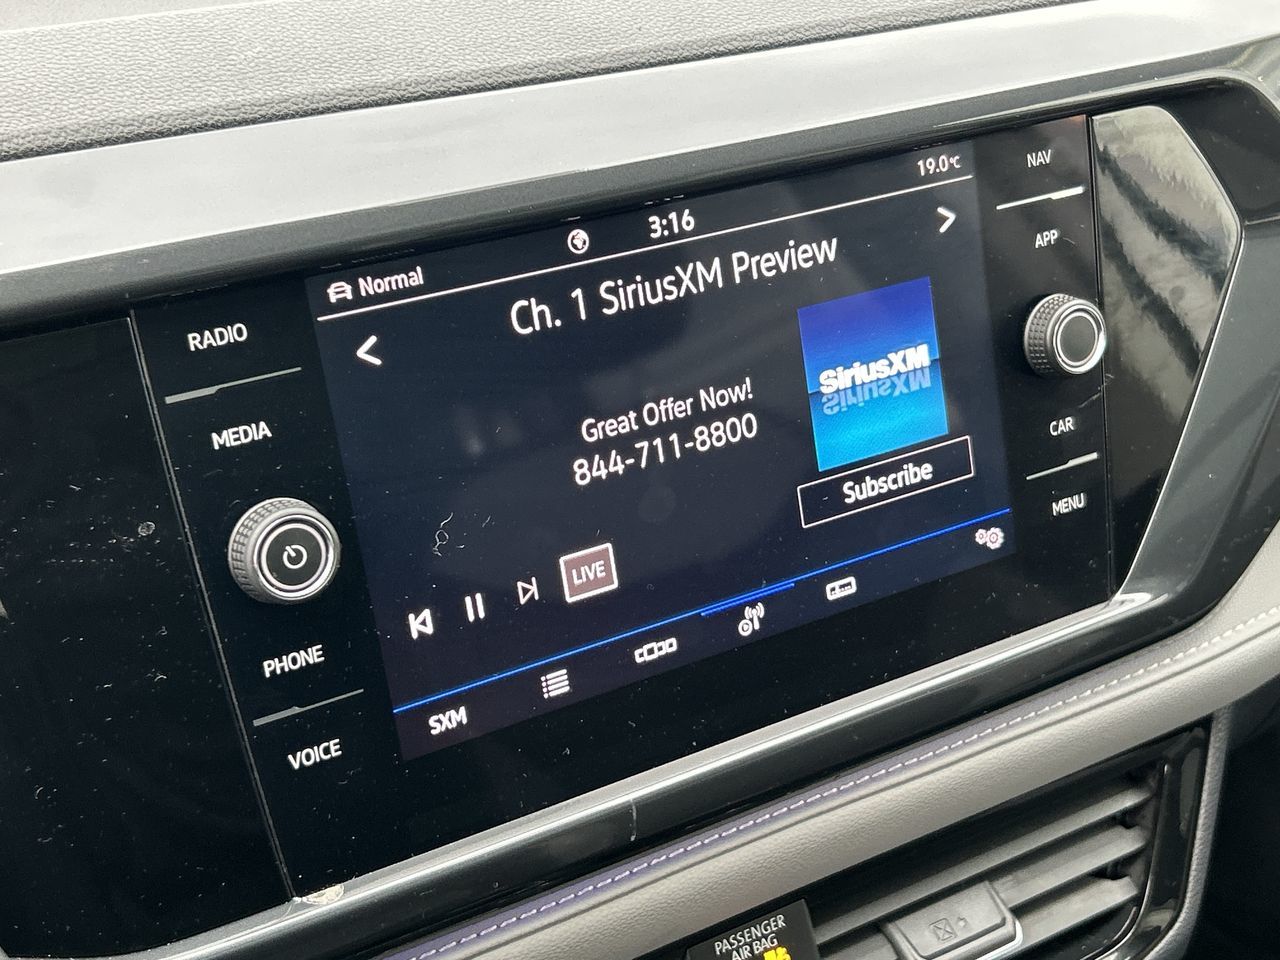 19.0°C
3:16
Normal
Ch. 1 SiriusXM Preview
SiriusXM
Great Offer Now!
844-711-8800
Subscribe
LIVE
SXM
RADIO
MEDIA
PHONE
VOICE
NAV
APP
CAR
MENU
PASSENGER
AIR BAG